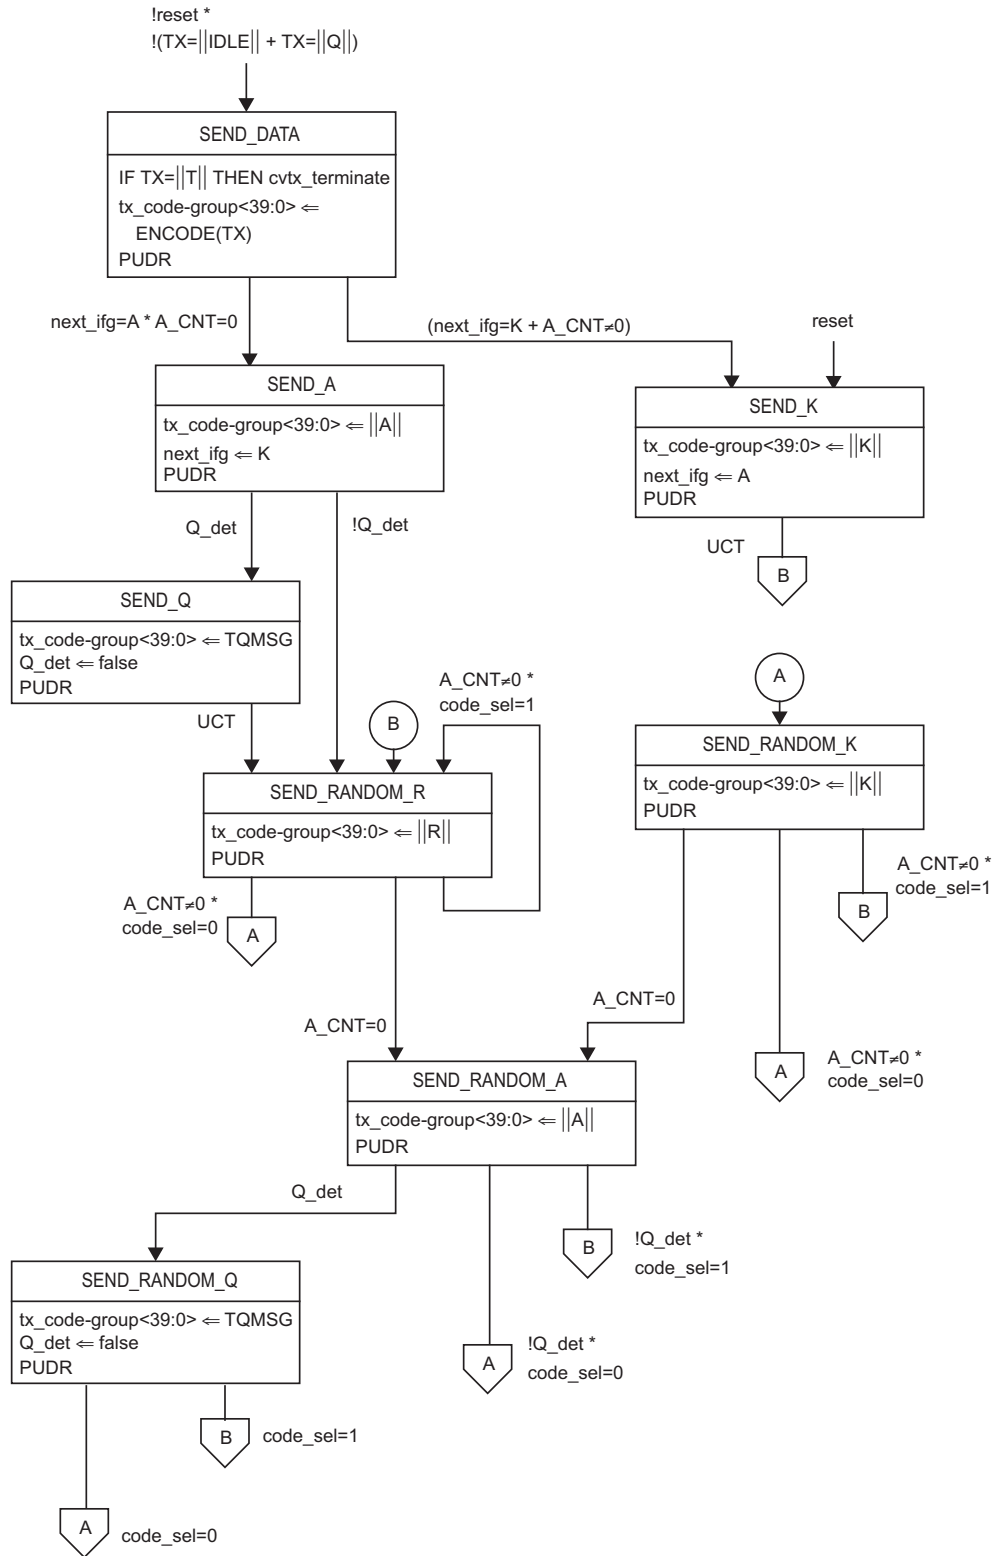 !reset *
!(TX=||IDLE|| + TX=||Q||)
SEND_DATA
IF TX=||T|| THEN cvtx_terminate
tx_code-group<39:0> ⇐
ENCODE(TX)
PUDR
next_ifg=A * A_CNT=0
(next_ifg=K + A_CNT≠0)
reset
SEND_A
tx_code-group<39:0> ⇐ ||A||
next_ifg ⇐ K
PUDR
SEND_K
tx_code-group<39:0> ⇐ ||K||
next_ifg ⇐ A
PUDR
Q_det
!Q_det
UCT
B
SEND_Q
tx_code-group<39:0> ⇐ TQMSG
Q_det ⇐ false
PUDR
UCT
B
A_CNT≠0 *
code_sel=1
A
SEND_RANDOM_R
tx_code-group<39:0> ⇐ ||R||
PUDR
SEND_RANDOM_K
tx_code-group<39:0> ⇐ ||K||
PUDR
A_CNT≠0 *
code_sel=0
A
A_CNT≠0 *
code_sel=1
B
A_CNT=0
A_CNT=0
A
A_CNT≠0 *
code_sel=0
SEND_RANDOM_A
tx_code-group<39:0> ⇐ ||A||
PUDR
Q_det
B
!Q_det *
code_sel=1
SEND_RANDOM_Q
tx_code-group<39:0> ⇐ TQMSG
Q_det ⇐ false
PUDR
A
!Q_det *
code_sel=0
B
code_sel=1
A
code_sel=0